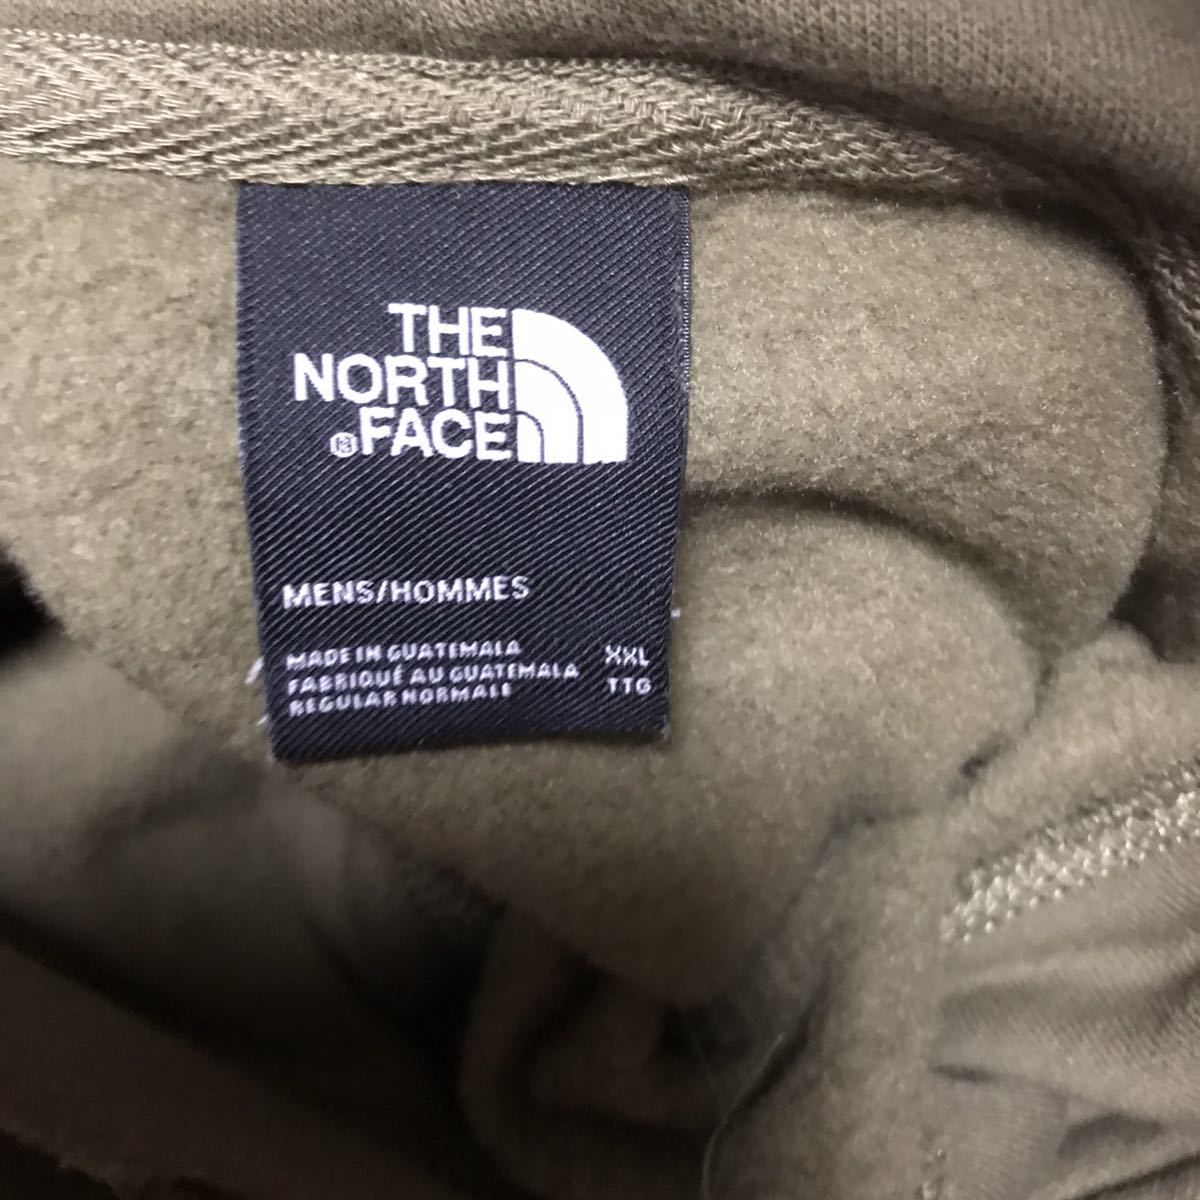 THE
NORTH
®FACE
MENS/HOMMES
MADE IN GUATEMALA XXL
FABRIQUÉ AU GUATEMALA TTG
REGULAR NORMALE